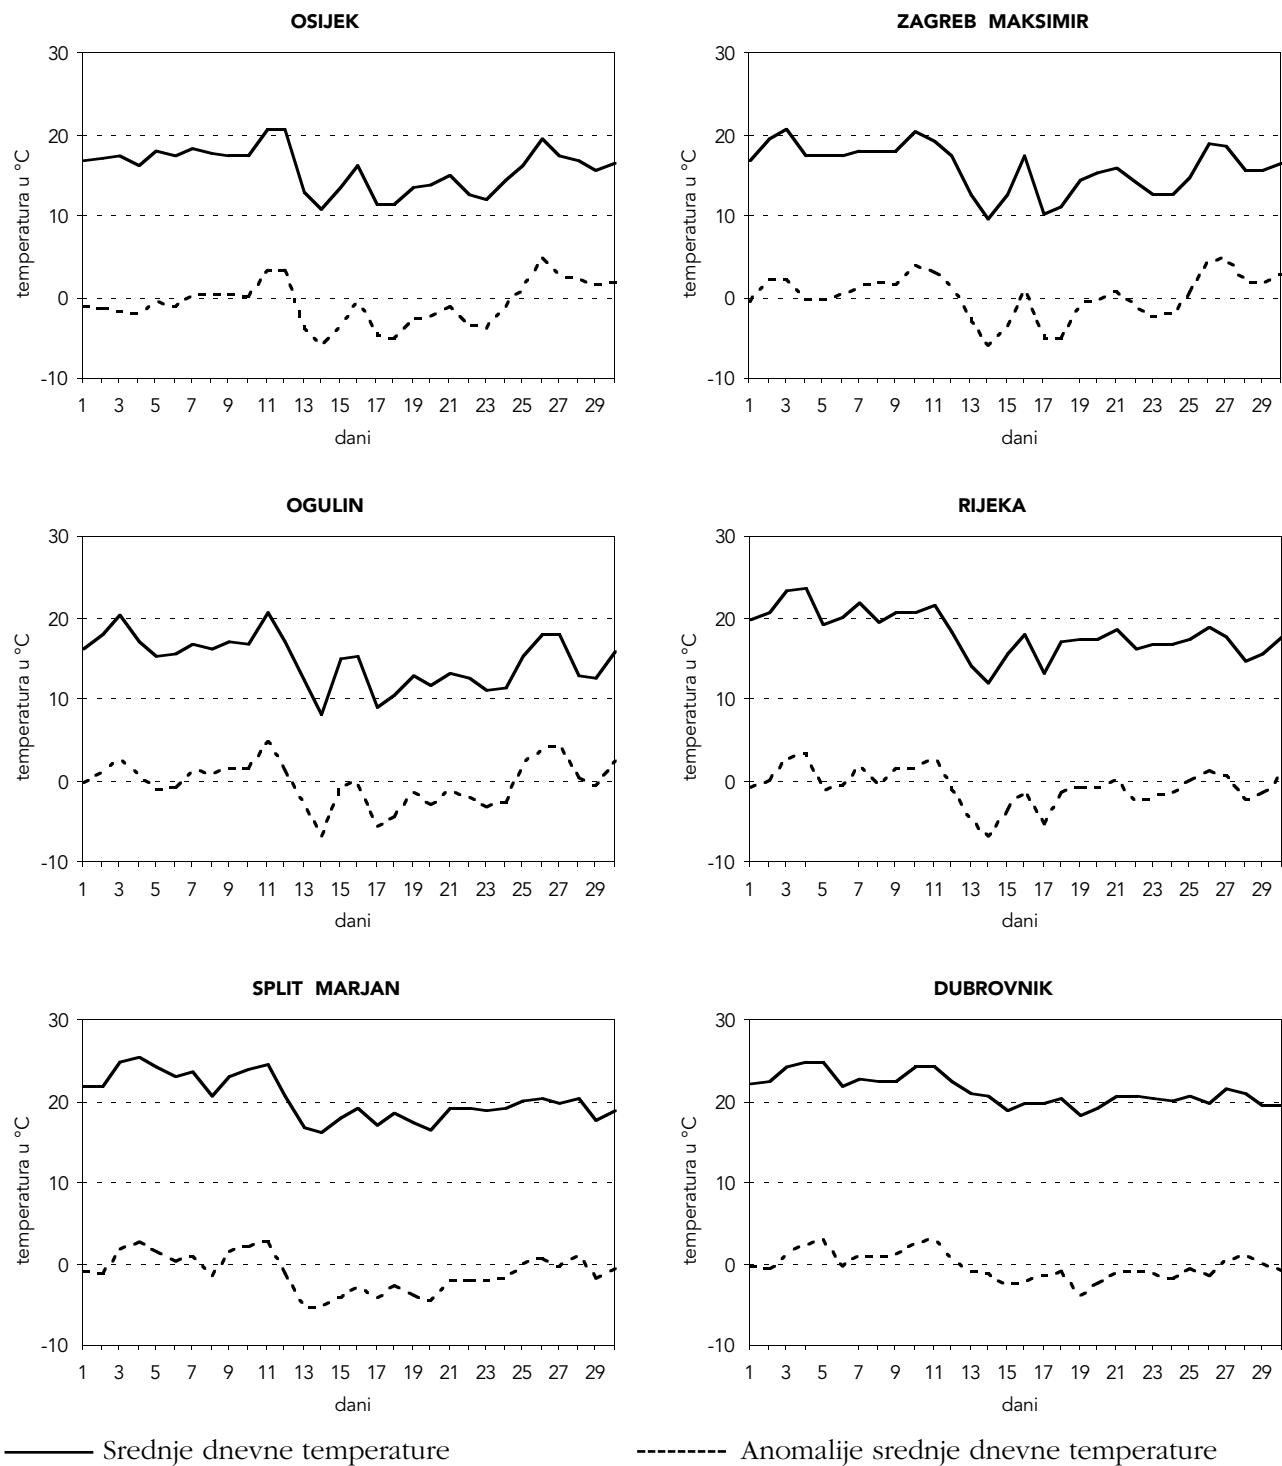 OSIJEK
30
20
10
0
-10
temperatura u °C
1 3 5 7 9 11 13 15 17 19 21 23 25 27 29
dani
ZAGREB MAKSIMIR
30
20
10
0
-10
temperatura u °C
1 3 5 7 9 11 13 15 17 19 21 23 25 27 29
dani
OGULIN
30
20
10
0
-10
temperatura u °C
1 3 5 7 9 11 13 15 17 19 21 23 25 27 29
dani
RIJEKA
30
20
10
0
-10
temperatura u °C
1 3 5 7 9 11 13 15 17 19 21 23 25 27 29
dani
SPLIT MARJAN
30
20
10
0
-10
temperatura u °C
1 3 5 7 9 11 13 15 17 19 21 23 25 27 29
dani
DUBROVNIK
30
20
10
0
-10
temperatura u °C
1 3 5 7 9 11 13 15 17 19 21 23 25 27 29
dani
Srednje dnevne temperature
Anomalije srednje dnevne temperature